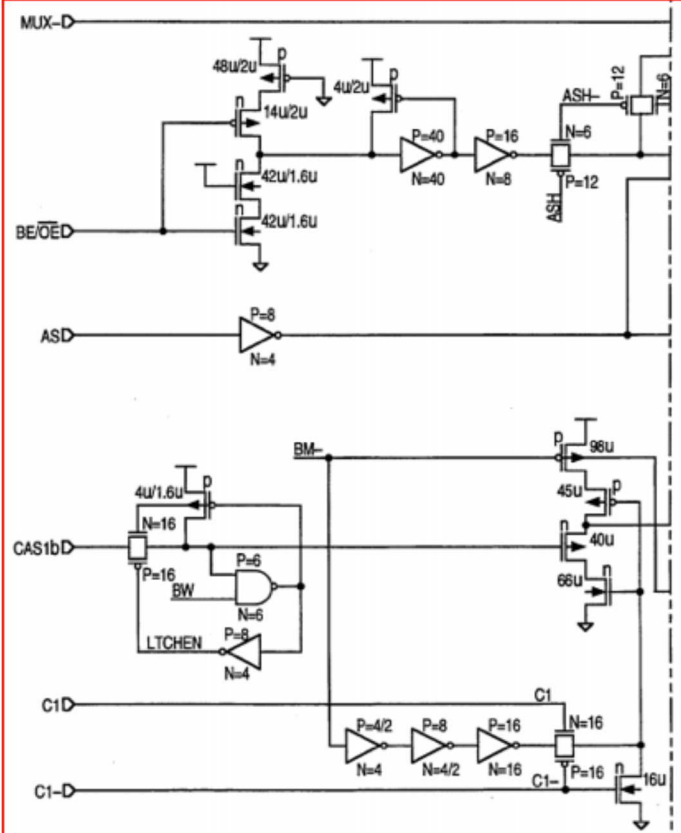 MUX-
48u/2u
p
n
14u/2u
n
42u/1.6u
n
42u/1.6u
BE/OE
4u/2u
p
P=40
N=40
P=16
N=8
ASH-
P=12
N=6
N=6
P=12
ASH
AS
P=8
N=4
BM-
p
98u
45u
p
n
40u
66u
n
4u/1.6u
p
N=16
CAS1b
P=16
P=6
BW
N=6
LTCHEN
P=8
N=4
C1
C1
P=4/2
N=4
P=8
N=4/2
P=16
N=16
N=16
P=16
C1-
C1-
n
16u